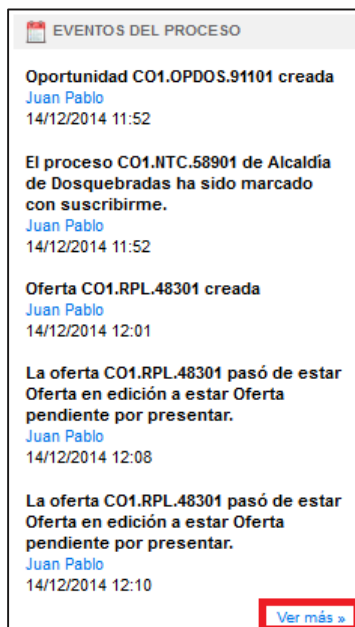 EVENTOS DEL PROCESO
Oportunidad CO1.OPDOS.91101 creada
Juan Pablo
14/12/2014 11:52
El proceso CO1.NTC.58901 de Alcaldía
de Dosquebradas ha sido marcado
con suscribirme.
Juan Pablo
14/12/2014 11:52
Oferta CO1.RPL.48301 creada
Juan Pablo
14/12/2014 12:01
La oferta CO1.RPL.48301 pasó de estar
Oferta en edición a estar Oferta
pendiente por presentar.
Juan Pablo
14/12/2014 12:08
La oferta CO1.RPL.48301 pasó de estar
Oferta en edición a estar Oferta
pendiente por presentar.
Juan Pablo
14/12/2014 12:10
Ver más »